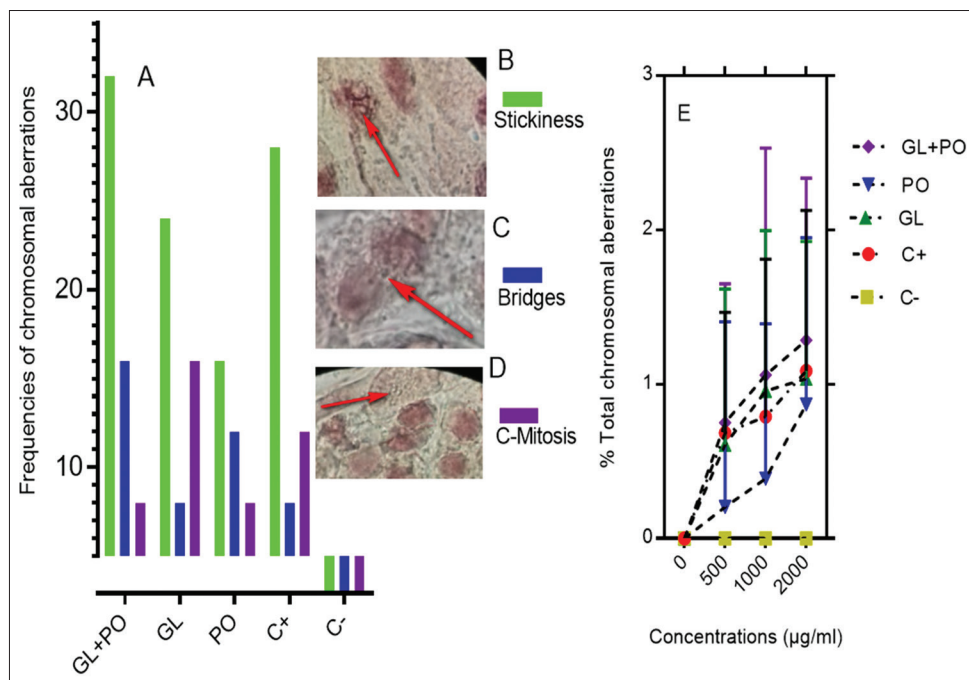 A
Frequencies of chromosomal aberrations
30
20
10
GL+PO
GL
PO
C+
C-
B
Stickiness
C
Bridges
D
C-Mitosis
E
% Total chromosomal aberrations
3
2
1
0
0
500
1000
2000
Concentrations (µg/ml)
GL+PO
PO
GL
C+
C-